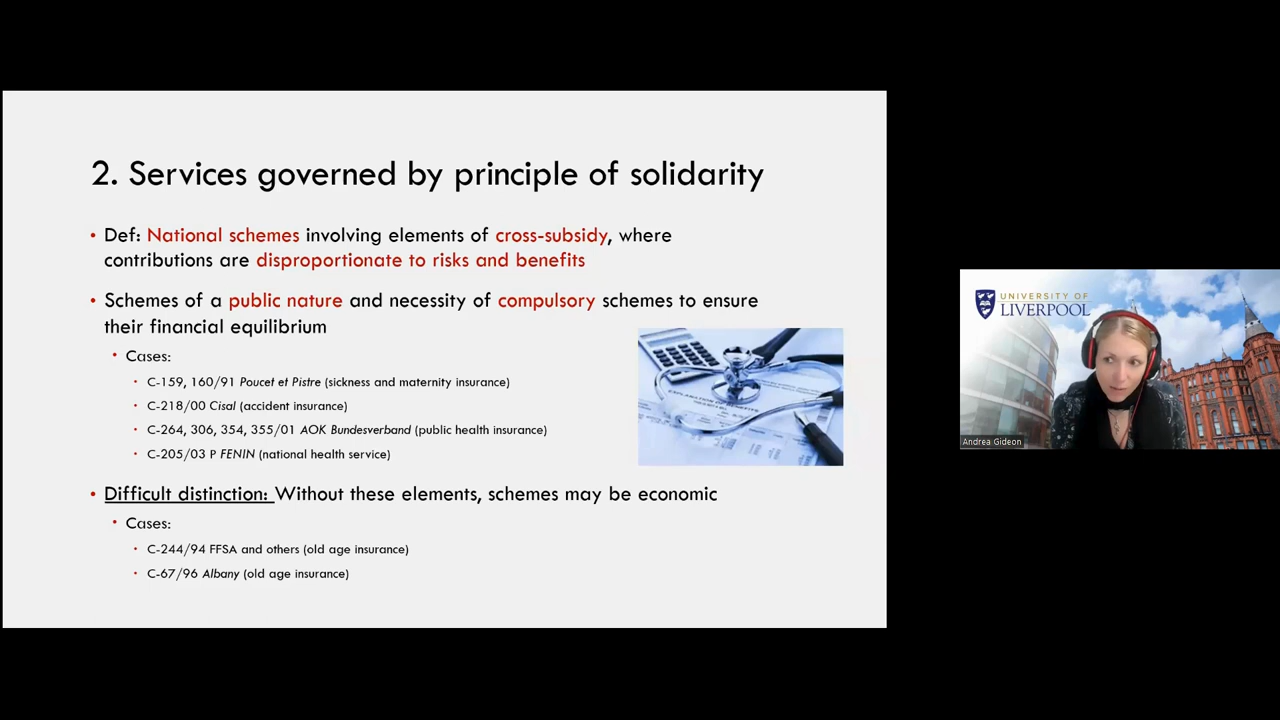 2. Services governed by principle of solidarity
• Def: National schemes involving elements of cross-subsidy, where
contributions are disproportionate to risks and benefits
• Schemes of a public nature and necessity of compulsory schemes to ensure
their financial equilibrium
• Cases:
• C-159, 160/91 Poucet et Pistre (sickness and maternity insurance)
• C-218/00 Cisal (accident insurance)
• C-264, 306, 354, 355/01 AOK Bundesverband (public health insurance)
• C-205/03 P FENIN (national health service)
• Difficult distinction: Without these elements, schemes may be economic
• Cases:
• C-244/94 FFSA and others (old age insurance)
• C-67/96 Albany (old age insurance)
UNIVERSITY OF
LIVERPOOL
Andrea Gideon